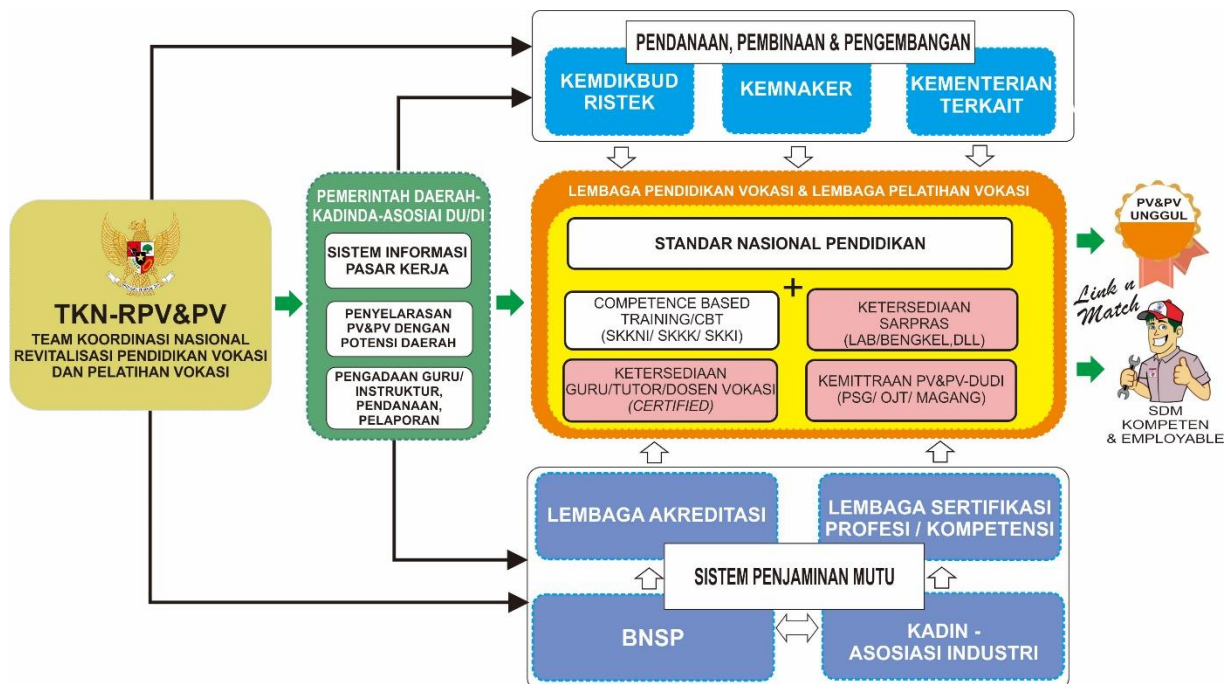 PENDANAAN, PEMBINAAN & PENGEMBANGAN
KEMDIKBUD
RISTEK
KEMNAKER
KEMENTERIAN
TERKAIT
TKN-RPV&PV
TEAM KOORDINASI NASIONAL
REVITALISASI PENDIDIKAN VOKASI
DAN PELATIHAN VOKASI
PEMERINTAH DAERAH-
KADINDA-ASOSIAI DU/DI
SISTEM INFORMASI
PASAR KERJA
PENYELARASAN
PV&PV DENGAN
POTENSI DAERAH
PENGADAAN GURU/
INSTRUKTUR,
PENDANAAN,
PELAPORAN
LEMBAGA PENDIDIKAN VOKASI & LEMBAGA PELATIHAN VOKASI
STANDAR NASIONAL PENDIDIKAN
+
COMPETENCE BASED
TRAINING/CBT
(SKKNI/ SKKK/ SKKI)
KETERSEDIAAN
SARPRAS
(LAB/BENGKEL,DLL)
KETERSEDIAAN
GURU/TUTOR/DOSEN VOKASI
(CERTIFIED)
KEMITTRAAN PV&PV-DUDI
(PSG/ OJT/ MAGANG)
PV&PV
UNGGUL
Link n
Match
SDM
KOMPETEN
& EMPLOYABLE
LEMBAGA AKREDITASI
LEMBAGA SERTIFIKASI
PROFESI / KOMPETENSI
SISTEM PENJAMINAN MUTU
BNSP
KADIN -
ASOSIASI INDUSTRI